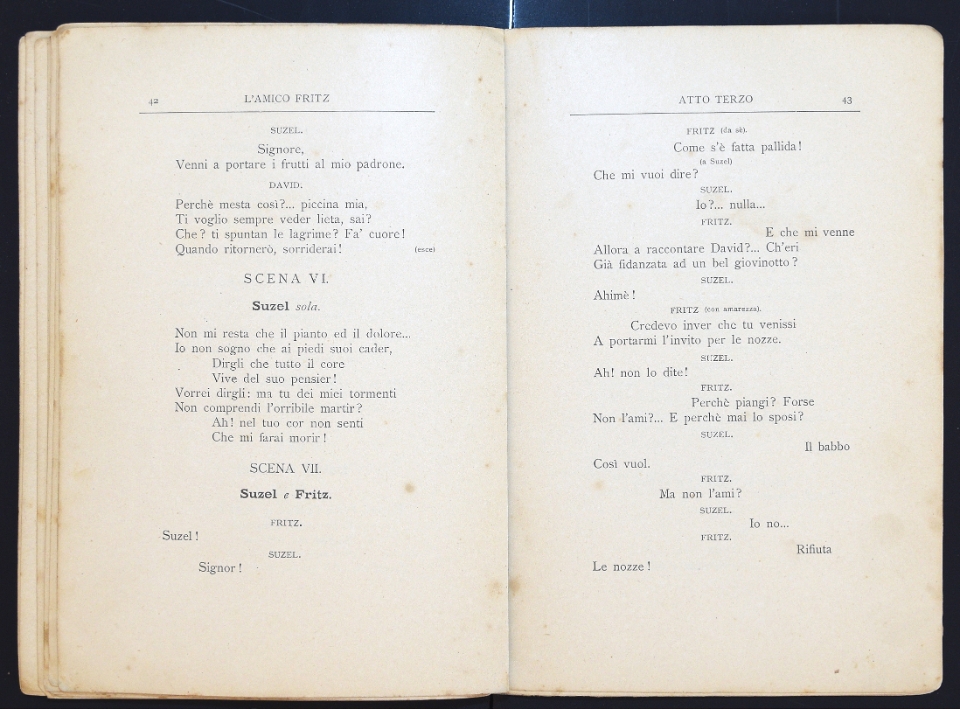 42
L'AMICO FRITZ
SUZEL.
Signore,
Venni a portare i frutti al mio padrone.
DAVID.
Perchè mesta così?... piccina mia,
Ti voglio sempre veder lieta, sai?
Che? ti spuntan le lagrime? Fa' cuore!
Quando ritornerò, sorriderai! (esce)
SCENA VI.
Suzel sola.
Non mi resta che il pianto ed il dolore...
Io non sogno che ai piedi suoi cader,
Dirgli che tutto il core
Vive del suo pensier!
Vorrei dirgli: ma tu dei miei tormenti
Non comprendi l'orribile martir?
Ah! nel tuo cor non senti
Che mi farai morir!
SCENA VII.
Suzel e Fritz.
FRITZ.
Suzel!
SUZEL.
Signor!
ATTO TERZO
43
FRITZ (da sè).
Come s'è fatta pallida!
(a Suzel)
Che mi vuoi dire?
SUZEL.
Io?... nulla...
FRITZ.
E che mi venne
Allora a raccontare David?... Ch'eri
Già fidanzata ad un bel giovinotto?
SUZEL.
Ahimè!
FRITZ (con amarezza).
Credevo inver che tu venissi
A portarmi l'invito per le nozze.
SUZEL.
Ah! non lo dite!
FRITZ.
Perchè piangi? Forse
Non l'ami?... E perchè mai lo sposi?
SUZEL.
Il babbo
Così vuol.
FRITZ.
Ma non l'ami?
SUZEL.
Io no...
FRITZ.
Rifiuta
Le nozze!